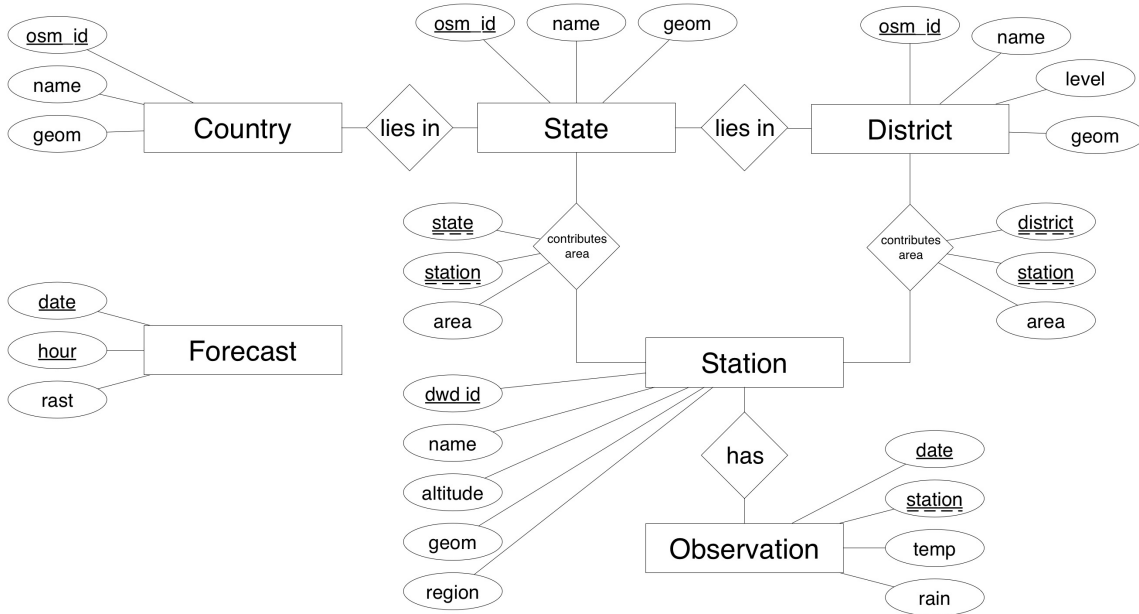 osm_id
name
geom
Country
lies in
osm_id
name
geom
State
lies in
osm_id
name
level
geom
District
state
station
area
contributes
area
contributes
area
district
station
area
date
hour
rast
Forecast
Station
dwd id
name
altitude
geom
region
has
Observation
date
station
temp
rain